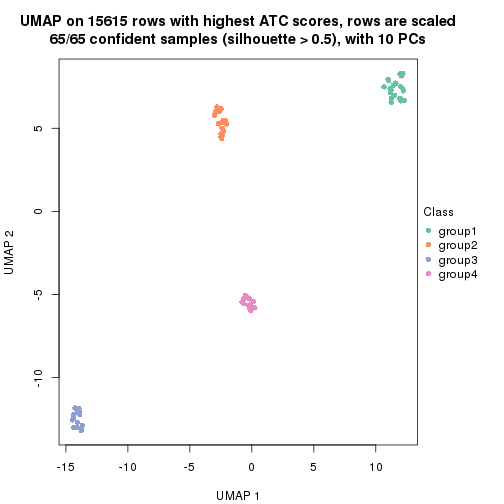 UMAP on 15615 rows with highest ATC scores, rows are scaled
65/65 confident samples (silhouette > 0.5), with 10 PCs
5
0
-5
-10
UMAP 2
-15
-10
-5
0
5
10
UMAP 1
Class
group1
group2
group3
group4